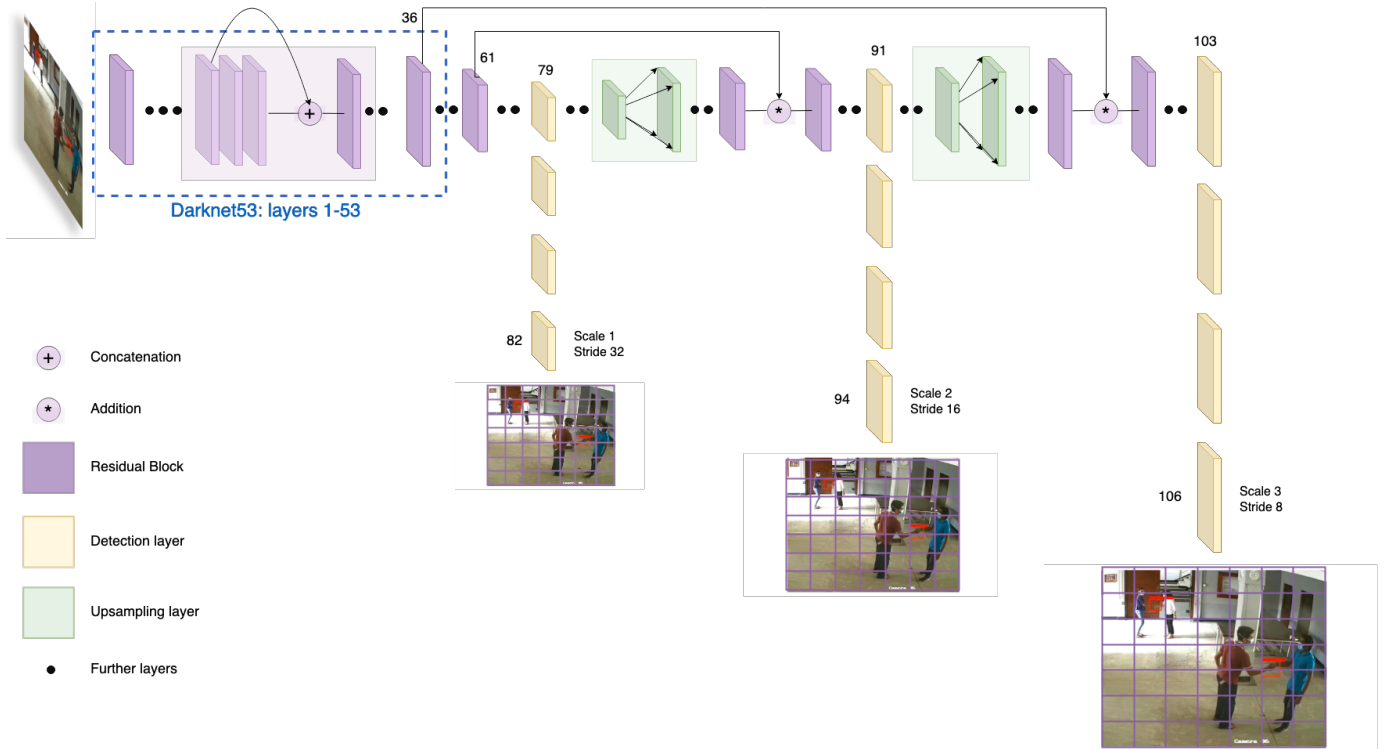 36
61
79
91
103
+
*
*
Darknet53: layers 1-53
82
Scale 1
Stride 32
94
Scale 2
Stride 16
106
Scale 3
Stride 8
+
Concatenation
*
Addition
Residual Block
Detection layer
Upsampling layer
Further layers